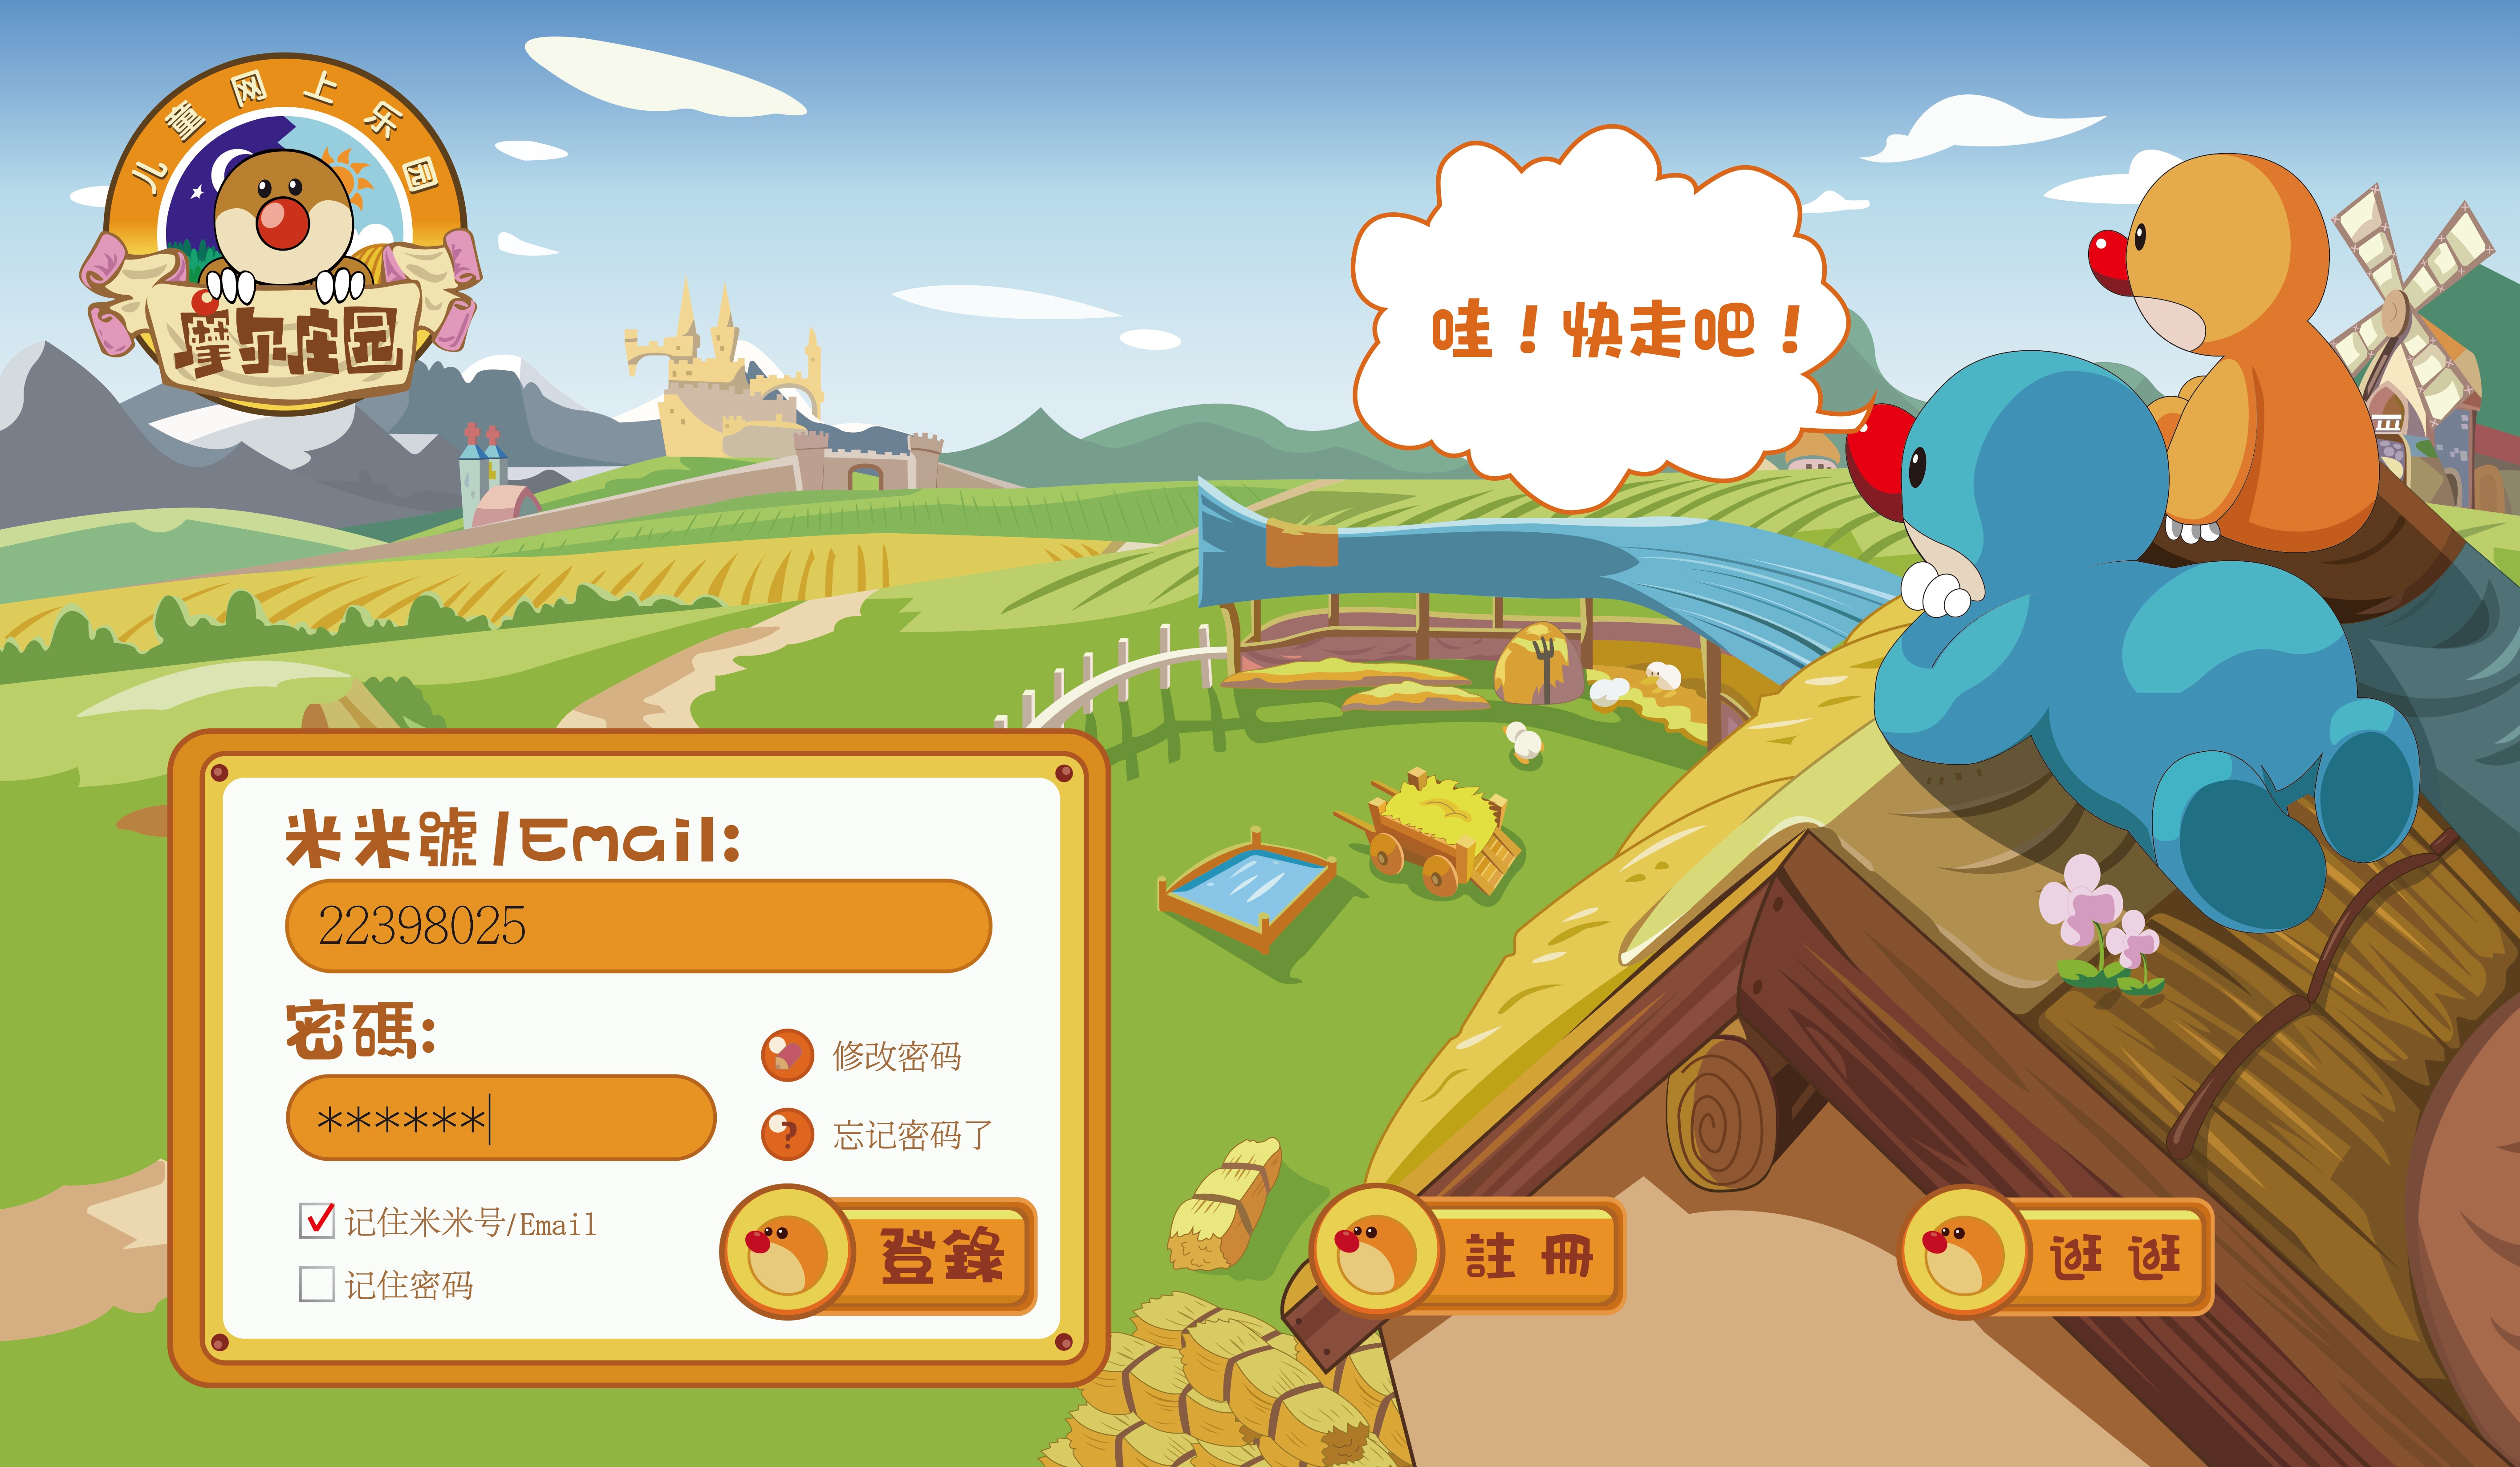 儿童网上乐园
摩尔庄园
哇！快走吧！
米米號/Email:
22398025
密碼:
******
修改密码
?
忘记密码了
记住米米号/Email
记住密码
登錄
註冊
逛逛